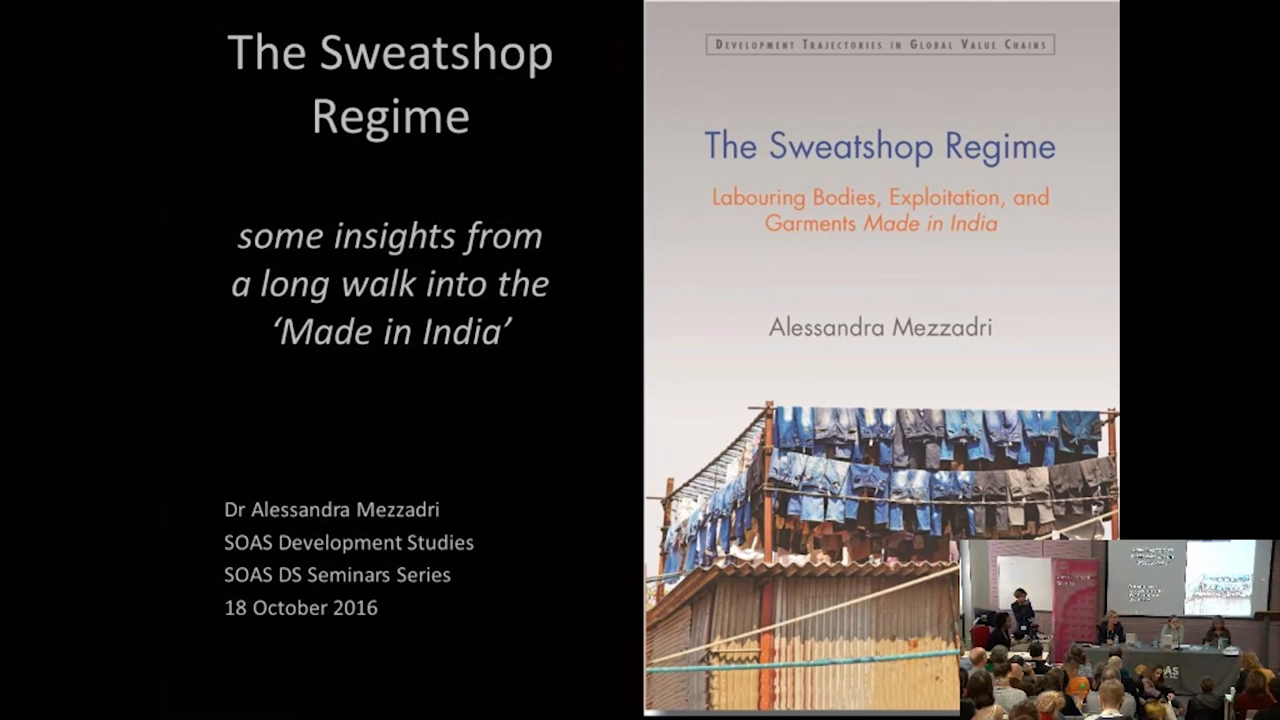 The Sweatshop
Regime
some insights from
a long walk into the
‘Made in India’
Dr Alessandra Mezzadri
SOAS Development Studies
SOAS DS Seminars Series
18 October 2016
DEVELOPMENT TRAJECTORIES IN GLOBAL VALUE CHAINS
The Sweatshop Regime
Labouring Bodies, Exploitation, and
Garments Made in India
Alessandra Mezzadri